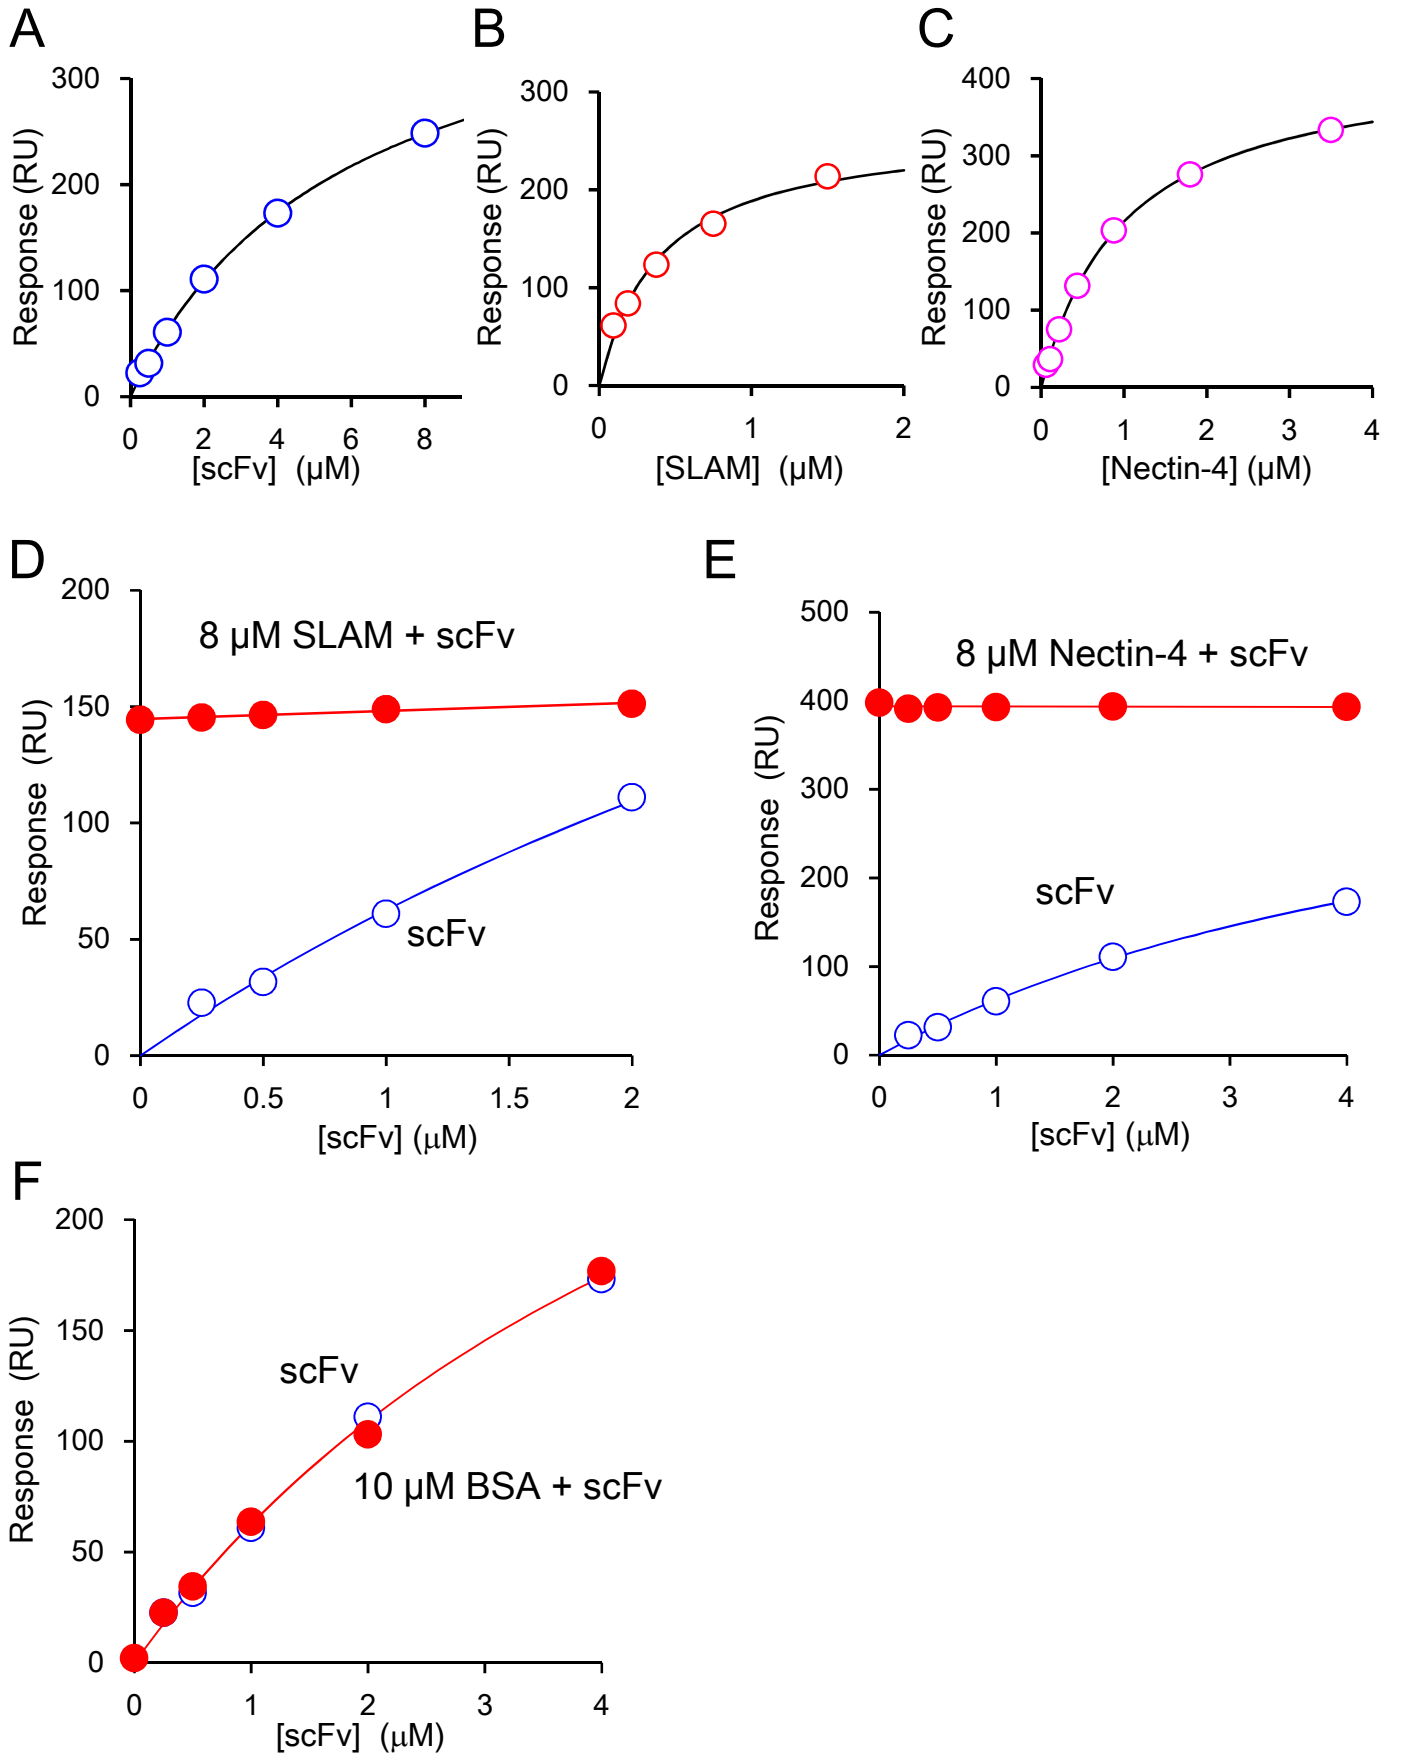 A
B
C
300
200
100
0
0 2 4 6 8
Response (RU)
[scFv] (µM)
300
200
100
0
0 1 2
Response (RU)
[SLAM] (µM)
400
300
200
100
0
0 1 2 3 4
Response (RU)
[Nectin-4] (µM)
D
200
150
100
50
0
0 0.5 1 1.5 2
Response (RU)
8 µM SLAM + scFv
scFv
[scFv] (µM)
E
500
400
300
200
100
0
0 1 2 3 4
Response (RU)
8 µM Nectin-4 + scFv
scFv
[scFv] (µM)
F
200
150
100
50
0
0 1 2 3 4
Response (RU)
scFv
10 µM BSA + scFv
[scFv] (µM)